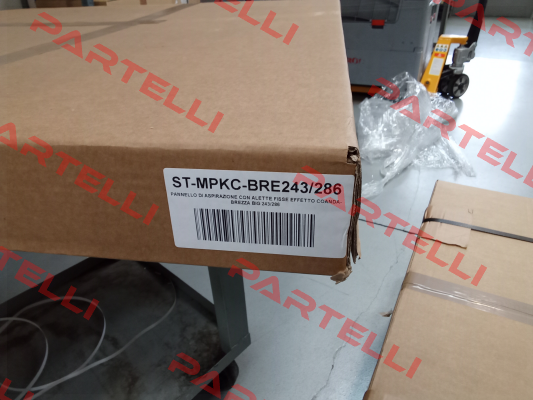 PARTELLI
PARTELLI
PARTELLI
ST-MPKC-BRE243/286
PANNELLO DI ASPIRAZIONE CON ALETTE FISSE EFFETTO COANDA
BREZZA BIG 243/286
PARTELLI
PARTELLI
PARTELLI